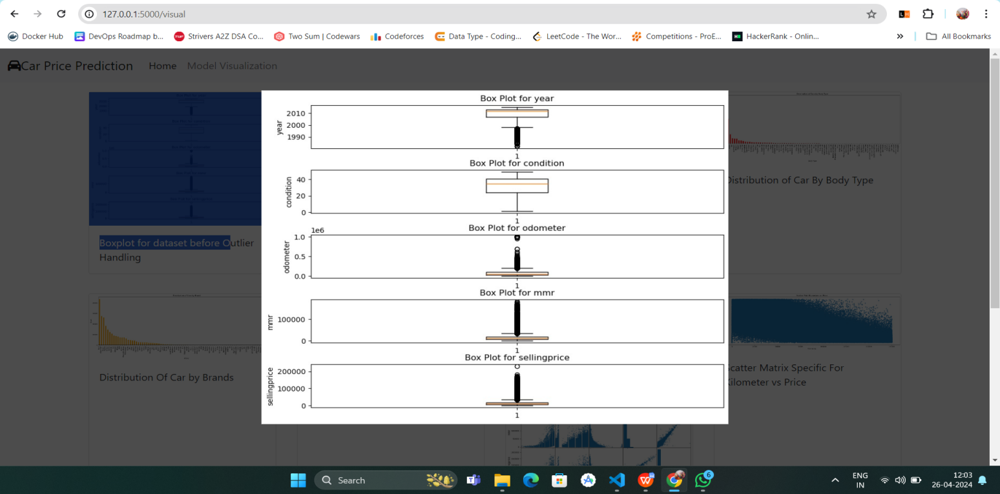 127.0.0.1:5000/visual
Docker Hub
DevOps Roadmap b...
Strivers A2Z DSA Co...
Two Sum | Codewars
Codeforces
Data Type - Coding...
LeetCode - The Wor...
Competitions - ProE...
HackerRank - Onlin...
All Bookmarks
Car Price Prediction
Home
Model Visualization
Box Plot for year
2010
2000
1990
year
1
Box Plot for condition
40
20
0
condition
1
Box Plot for odometer
1e6
1.0
0.5
0.0
odometer
1
Box Plot for mmr
100000
0
mmr
1
Box Plot for sellingprice
200000
100000
0
sellingprice
1
Boxplot for dataset before Outlier
Handling
Distribution of Car By Body Type
Distribution Of Car by Brands
Scatter Matrix Specific For
Kilometer vs Price
Search
6
ENG
IN
12:03
26-04-2024